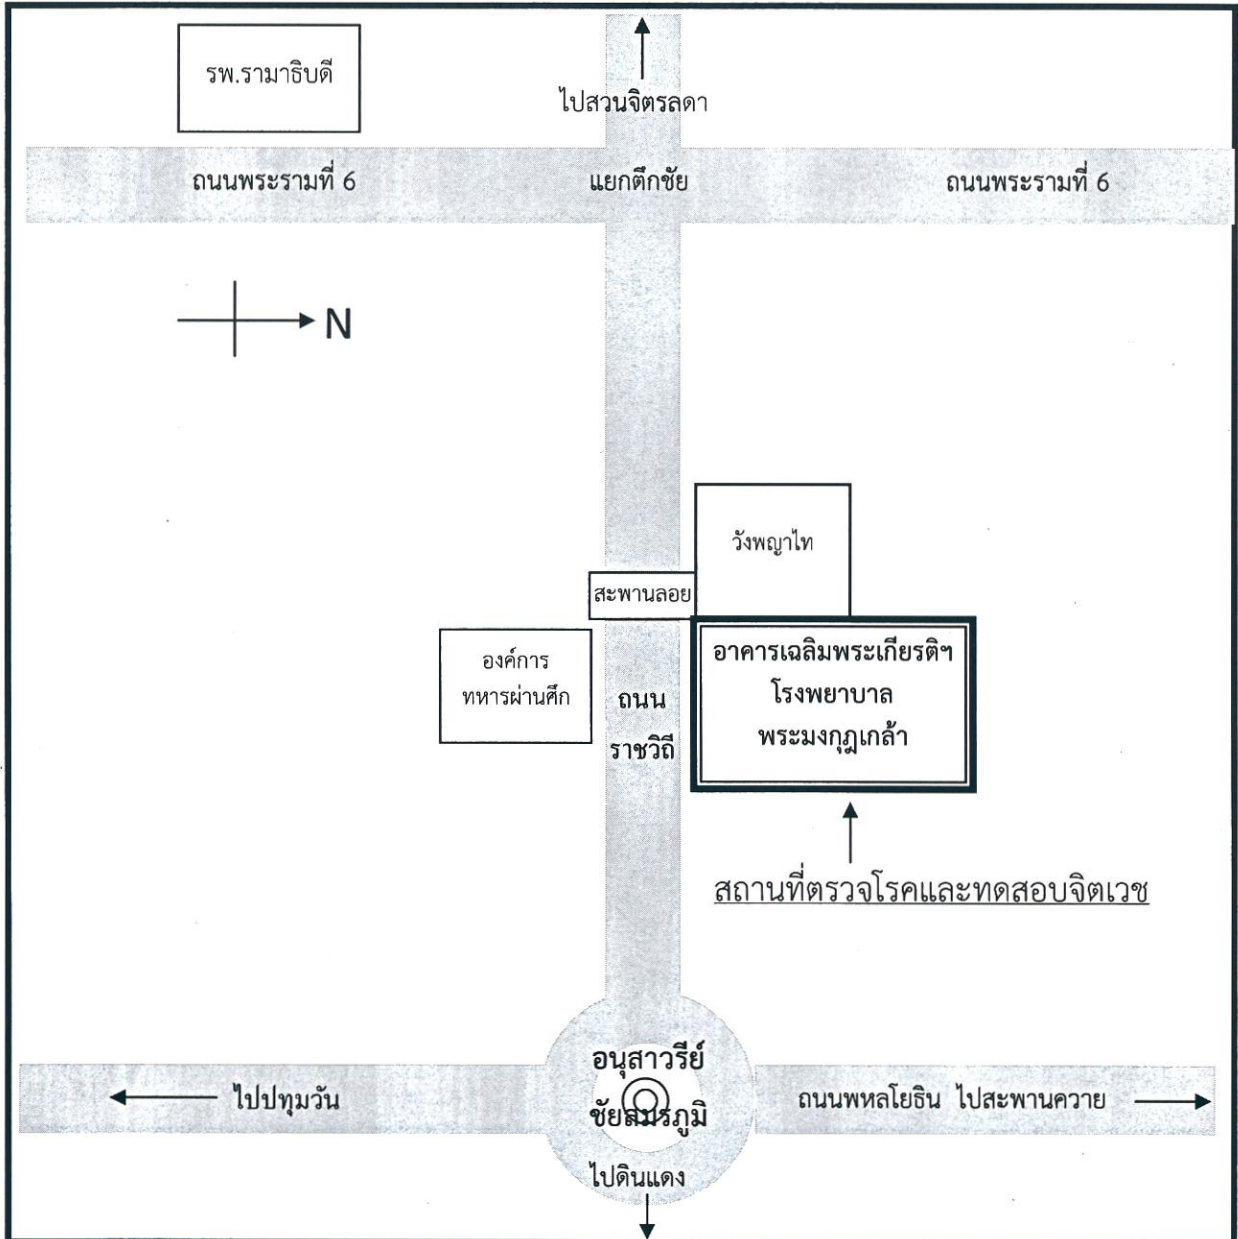 รพ.รามาธิบดี
ไปสวนจิตรลดา
ถนนพระรามที่ 6
แยกตึกชัย
ถนนพระรามที่ 6
N
วังพญาไท
สะพานลอย
องค์การ
ทหารผ่านศึก
ถนน
ราชวิถี
อาคารเฉลิมพระเกียรติฯ
โรงพยาบาล
พระมงกุฎเกล้า
สถานที่ตรวจโรคและทดสอบจิตเวช
อนุสาวรีย์
ชัยสมรภูมิ
ไปปทุมวัน
ถนนพหลโยธิน ไปสะพานควาย
ไปดินแดง